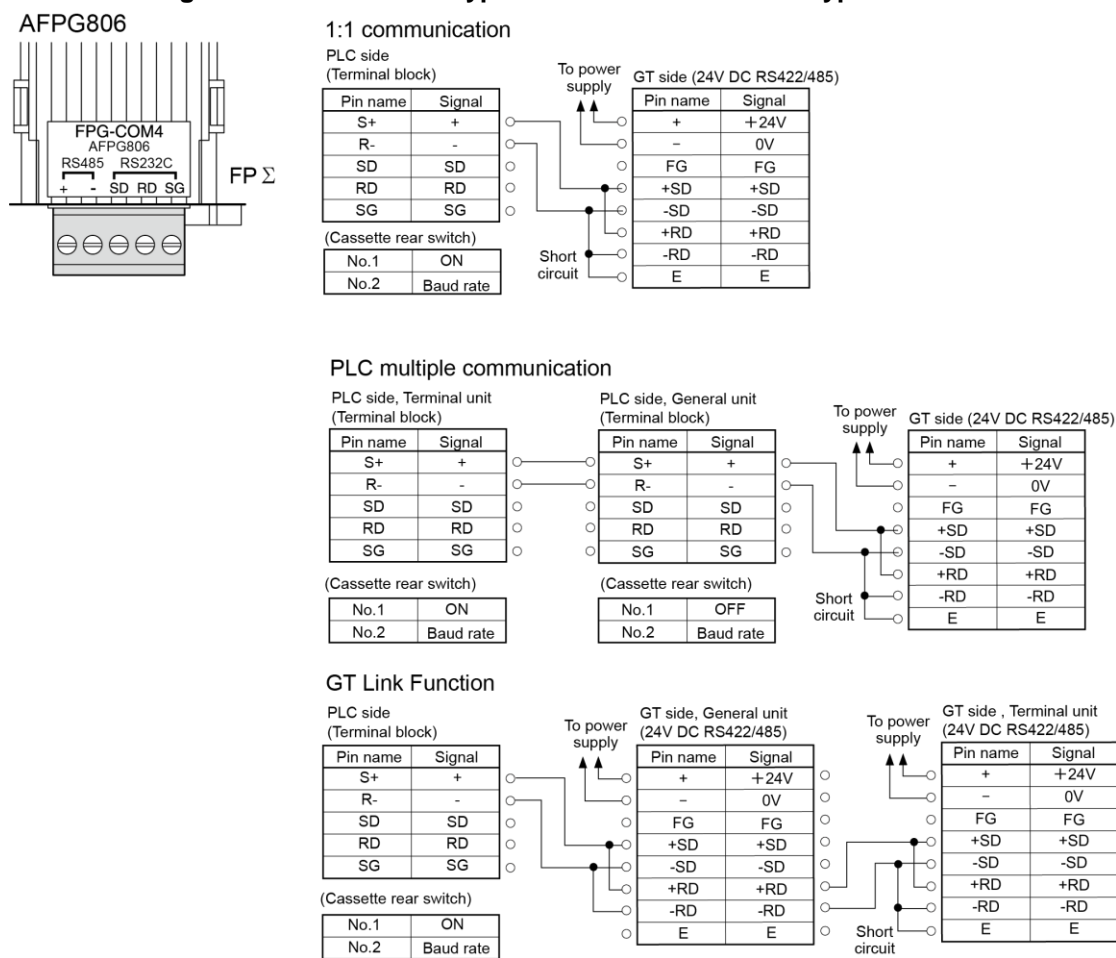 AFPG806
FPG-COM4
AFPG806
RS485 RS232C
+ - SD RD SG
FP Σ
1:1 communication
PLC side
(Terminal block)
Pin name Signal
S+ +
R- -
SD SD
RD RD
SG SG
(Cassette rear switch)
No.1 ON
No.2 Baud rate
To power
supply
Short
circuit
GT side (24V DC RS422/485)
Pin name Signal
+ +24V
− 0V
FG FG
+SD +SD
-SD -SD
+RD +RD
-RD -RD
E E
PLC multiple communication
PLC side, Terminal unit
(Terminal block)
Pin name Signal
S+ +
R- -
SD SD
RD RD
SG SG
(Cassette rear switch)
No.1 ON
No.2 Baud rate
PLC side, General unit
(Terminal block)
Pin name Signal
S+ +
R- -
SD SD
RD RD
SG SG
(Cassette rear switch)
No.1 OFF
No.2 Baud rate
To power
supply
Short
circuit
GT side (24V DC RS422/485)
Pin name Signal
+ +24V
− 0V
FG FG
+SD +SD
-SD -SD
+RD +RD
-RD -RD
E E
GT Link Function
PLC side
(Terminal block)
Pin name Signal
S+ +
R- -
SD SD
RD RD
SG SG
(Cassette rear switch)
No.1 ON
No.2 Baud rate
To power
supply
GT side, General unit
(24V DC RS422/485)
Pin name Signal
+ +24V
− 0V
FG FG
+SD +SD
-SD -SD
+RD +RD
-RD -RD
E E
To power
supply
Short
circuit
GT side , Terminal unit
(24V DC RS422/485)
Pin name Signal
+ +24V
− 0V
FG FG
+SD +SD
-SD -SD
+RD +RD
-RD -RD
E E